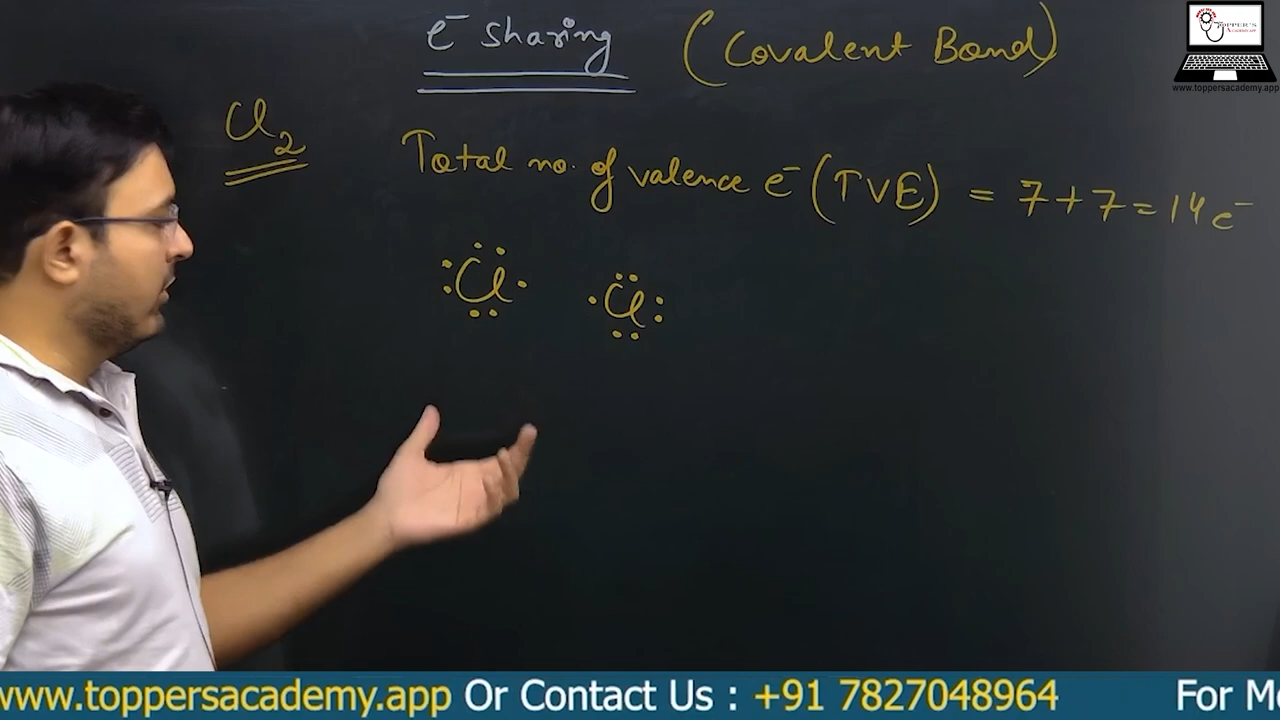 e⁻ sharing (Covalent Bond)
Cl₂
Total no. of valence e⁻ (TVE) = 7+7=14e⁻
Cl Cl
TOPPER'S
www.toppersacademy.app
www.toppersacademy.app Or Contact Us : +91 7827048964 For M